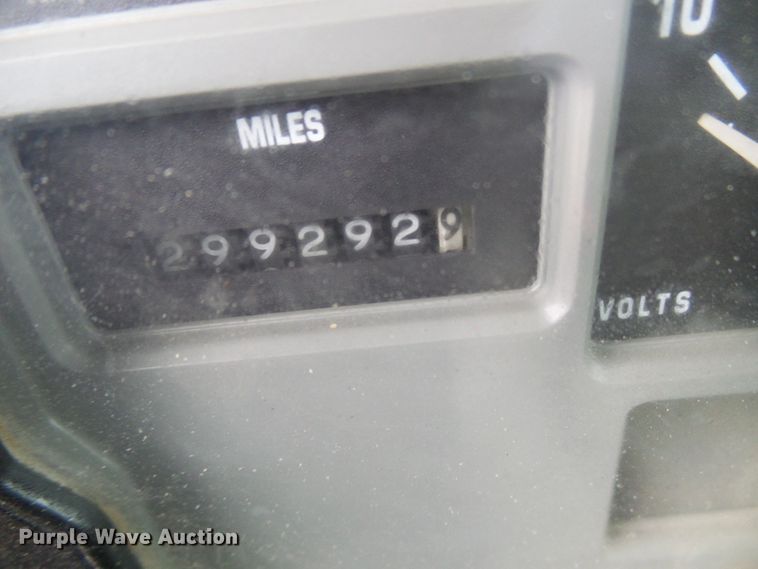 10
MILES
2992929
VOLTS
Purple Wave Auction